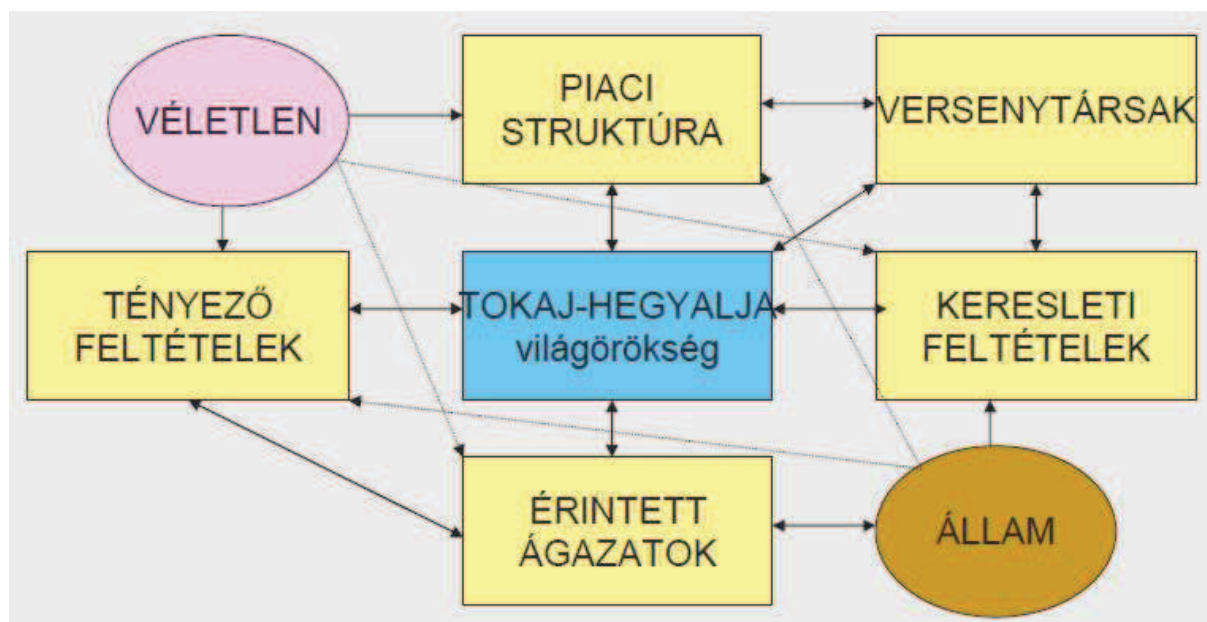 VÉLETLEN
PIACI
STRUKTÚRA
VERSENYTÁRSAK
TÉNYEZŐ
FELTÉTELEK
TOKAJ-HEGYALJA
világörökség
KERESLETI
FELTÉTELEK
ÉRINTETT
ÁGAZATOK
ÁLLAM